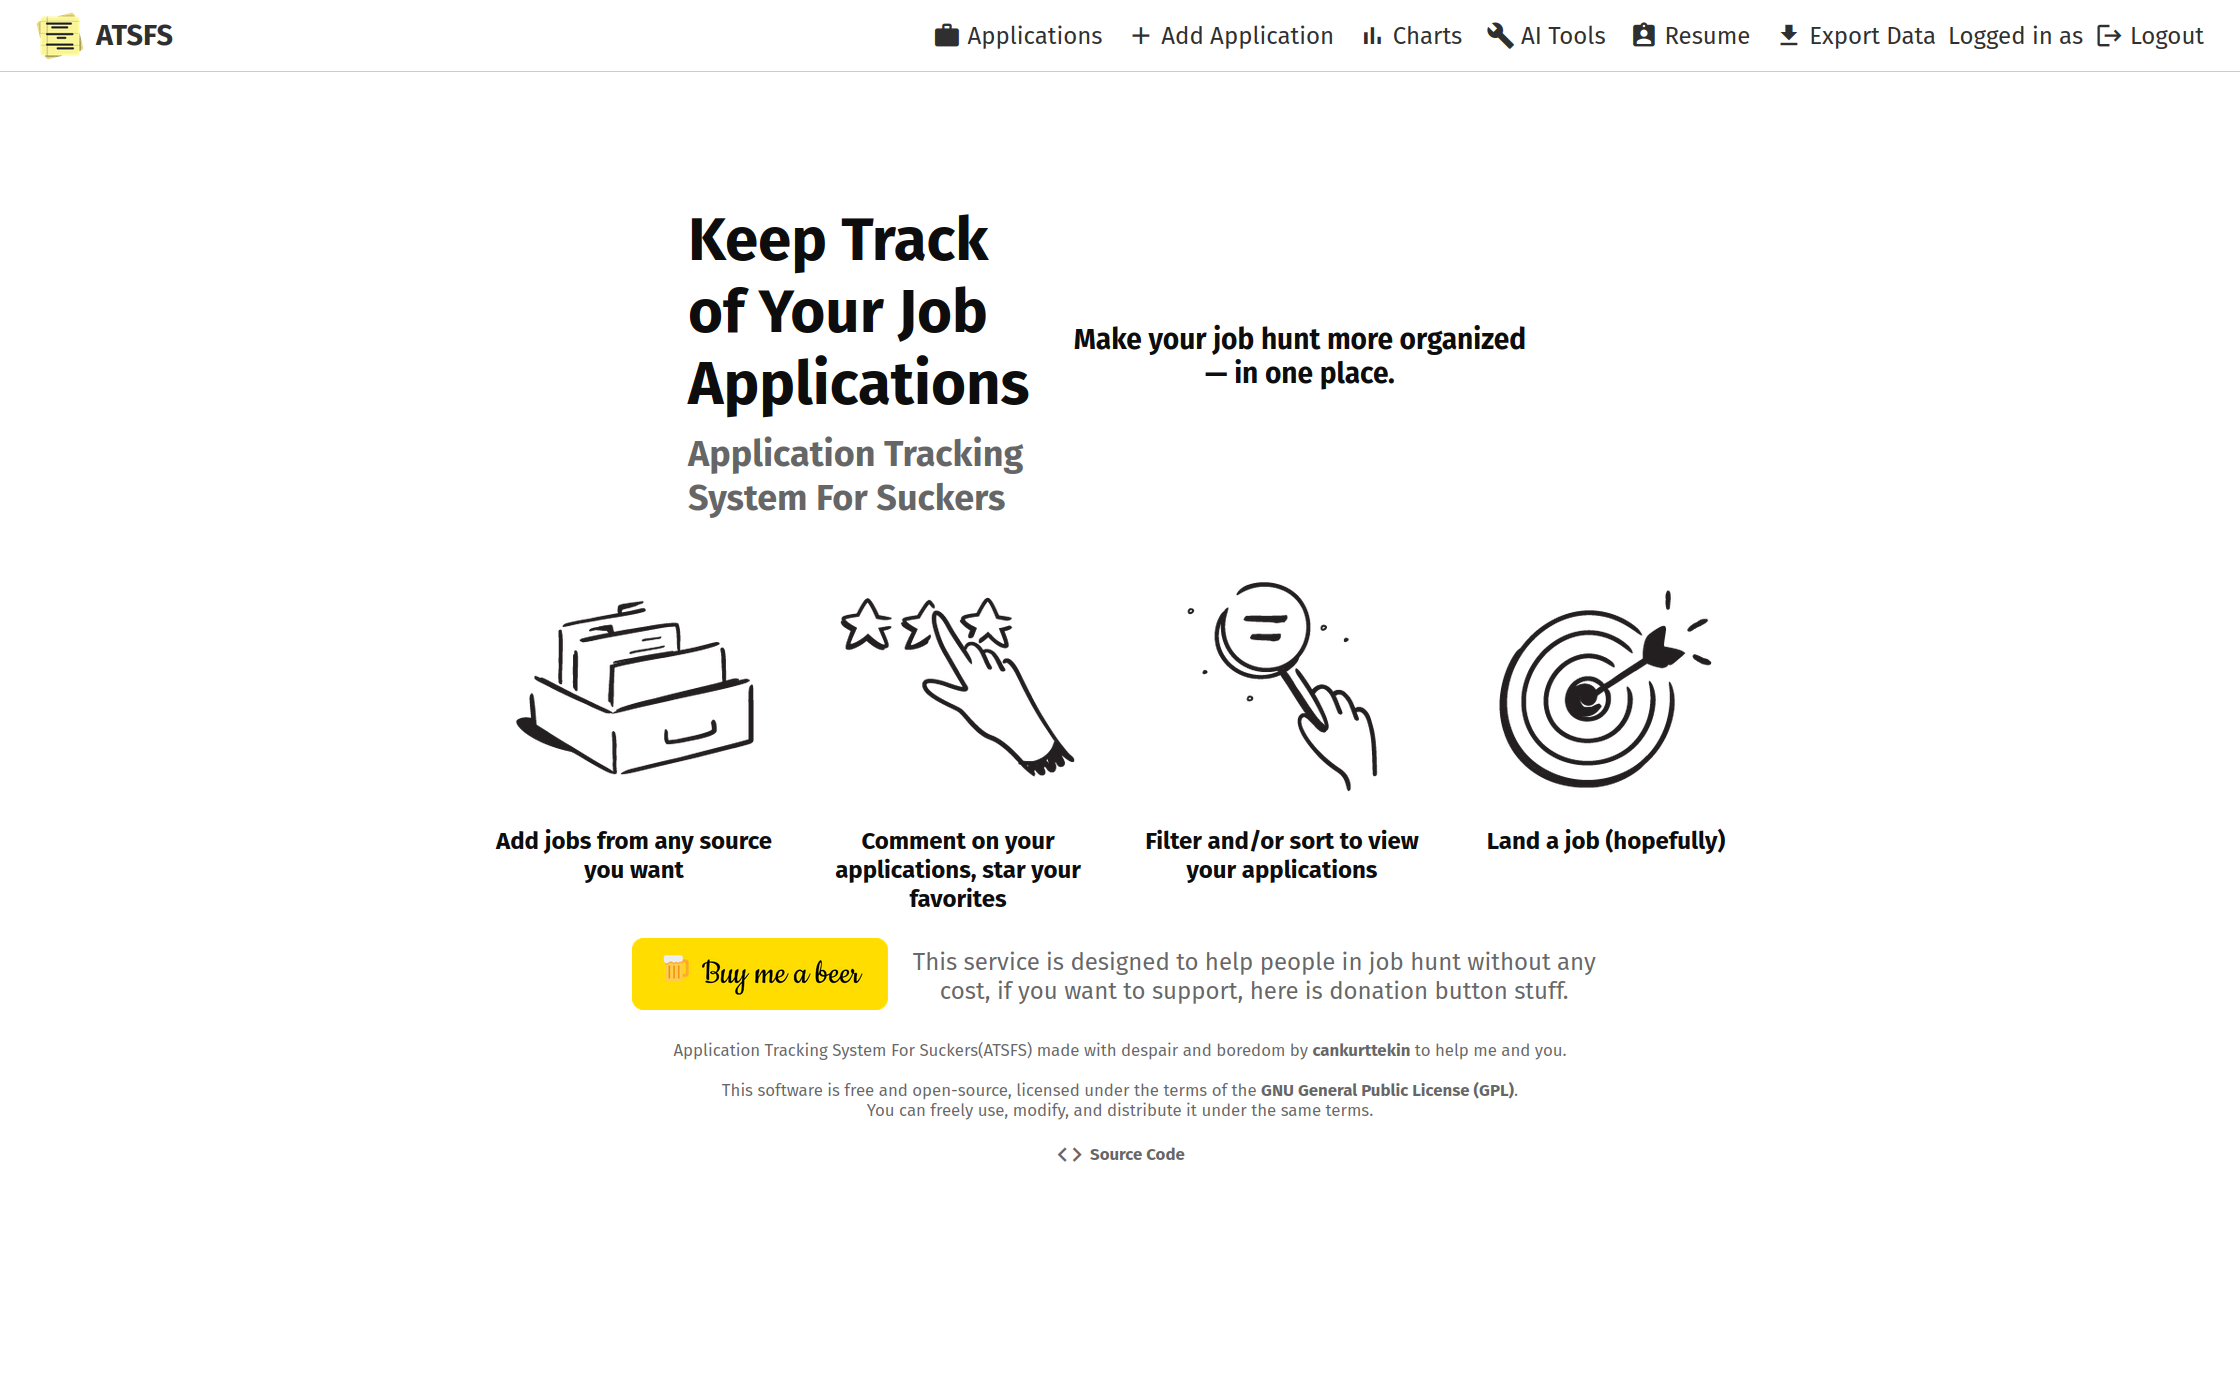 ATSFS
Applications
Add Application
Charts
AI Tools
Resume
Export Data
Logged in as
Logout
Keep Track
of Your Job
Applications
Application Tracking
System For Suckers
Make your job hunt more organized
— in one place.
Add jobs from any source
you want
Comment on your
applications, star your
favorites
Filter and/or sort to view
your applications
Land a job (hopefully)
Buy me a beer
This service is designed to help people in job hunt without any
cost, if you want to support, here is donation button stuff.
Application Tracking System For Suckers(ATSFS) made with despair and boredom by cankurttekin to help me and you.
This software is free and open-source, licensed under the terms of the GNU General Public License (GPL).
You can freely use, modify, and distribute it under the same terms.
Source Code